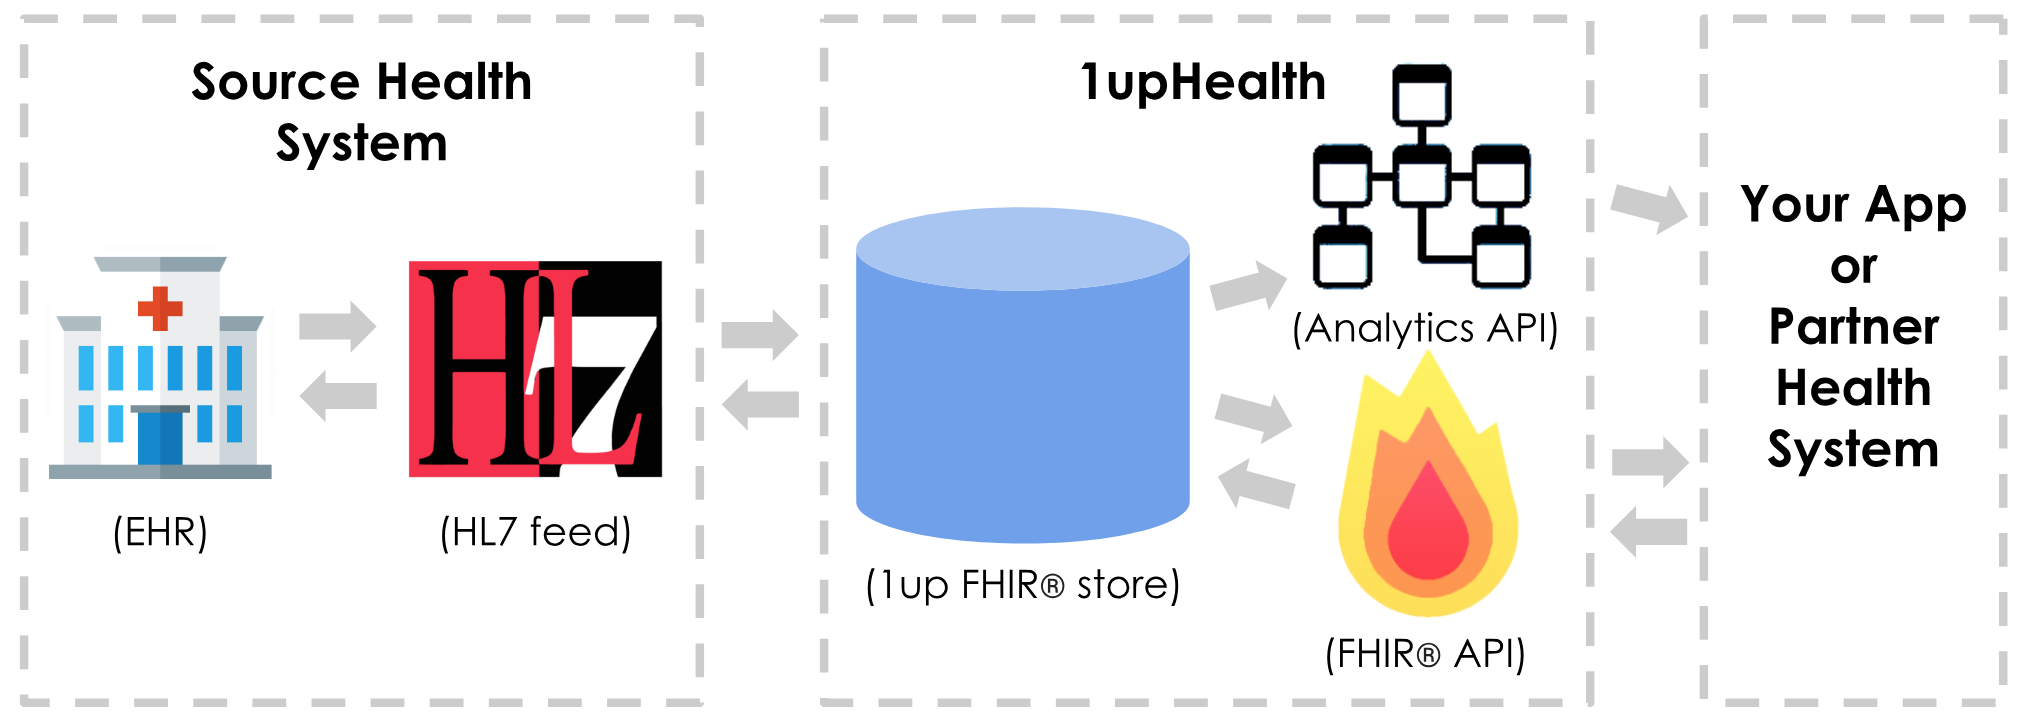 Source Health
System
HL7
(EHR)
(HL7 feed)
1upHealth
(Analytics API)
(1up FHIR® store)
(FHIR® API)
Your App
or
Partner
Health
System